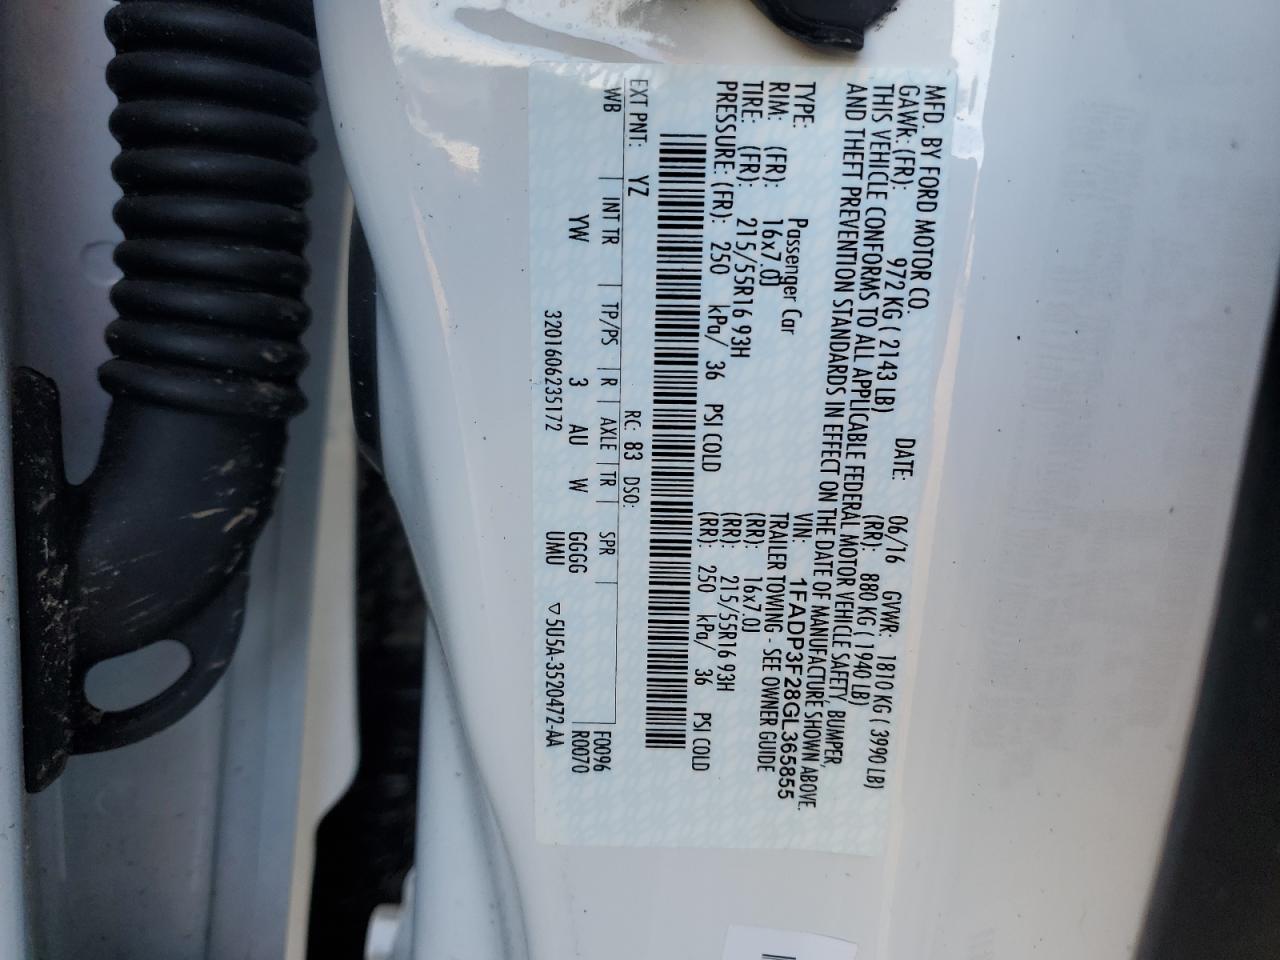 MFD. BY FORD MOTOR CO.
DATE: 06/16 GVWR: 1810 KG ( 3990 LB)
GAWR: (FR): 972 KG ( 2143 LB) (RR): 880 KG ( 1940 LB)
THIS VEHICLE CONFORMS TO ALL APPLICABLE FEDERAL MOTOR VEHICLE SAFETY, BUMPER,
AND THEFT PREVENTION STANDARDS IN EFFECT ON THE DATE OF MANUFACTURE SHOWN ABOVE.
VIN: 1FADP3F28GL365855
TYPE: Passenger Car TRAILER TOWING - SEE OWNER GUIDE
RIM: (FR): 16x7.0J (RR): 16x7.0J
TIRE: (FR): 215/55R16 93H (RR): 215/55R16 93H
PRESSURE: (FR): 250 kPa/ 36 PSI COLD (RR): 250 kPa/ 36 PSI COLD
EXT PNT: YZ RC: 83 DSO:
WB INT TR TP/PS R AXLE TR SPR F0096
YW 3 AU W GGGG R0070
3201606235172 UMU ▽ 5U5A-3520472-AA